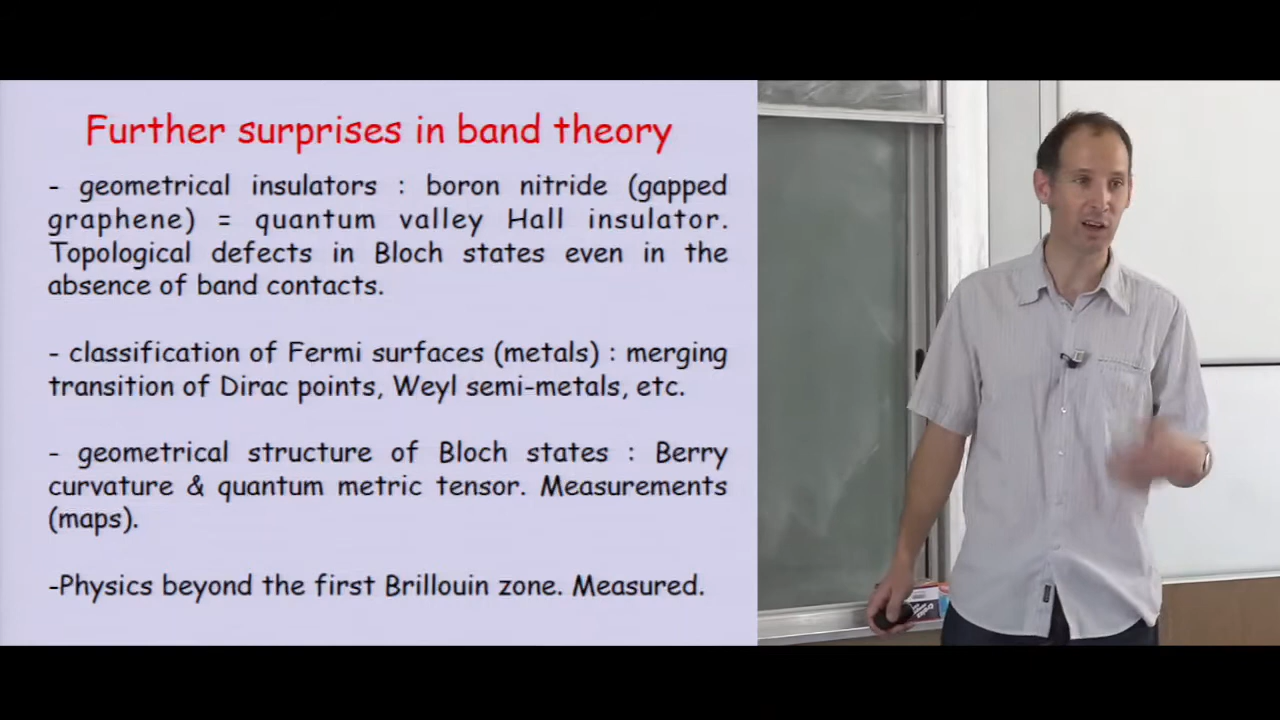 Further surprises in band theory
- geometrical insulators : boron nitride (gapped
graphene) = quantum valley Hall insulator.
Topological defects in Bloch states even in the
absence of band contacts.
- classification of Fermi surfaces (metals) : merging
transition of Dirac points, Weyl semi-metals, etc.
- geometrical structure of Bloch states : Berry
curvature & quantum metric tensor. Measurements
(maps).
-Physics beyond the first Brillouin zone. Measured.